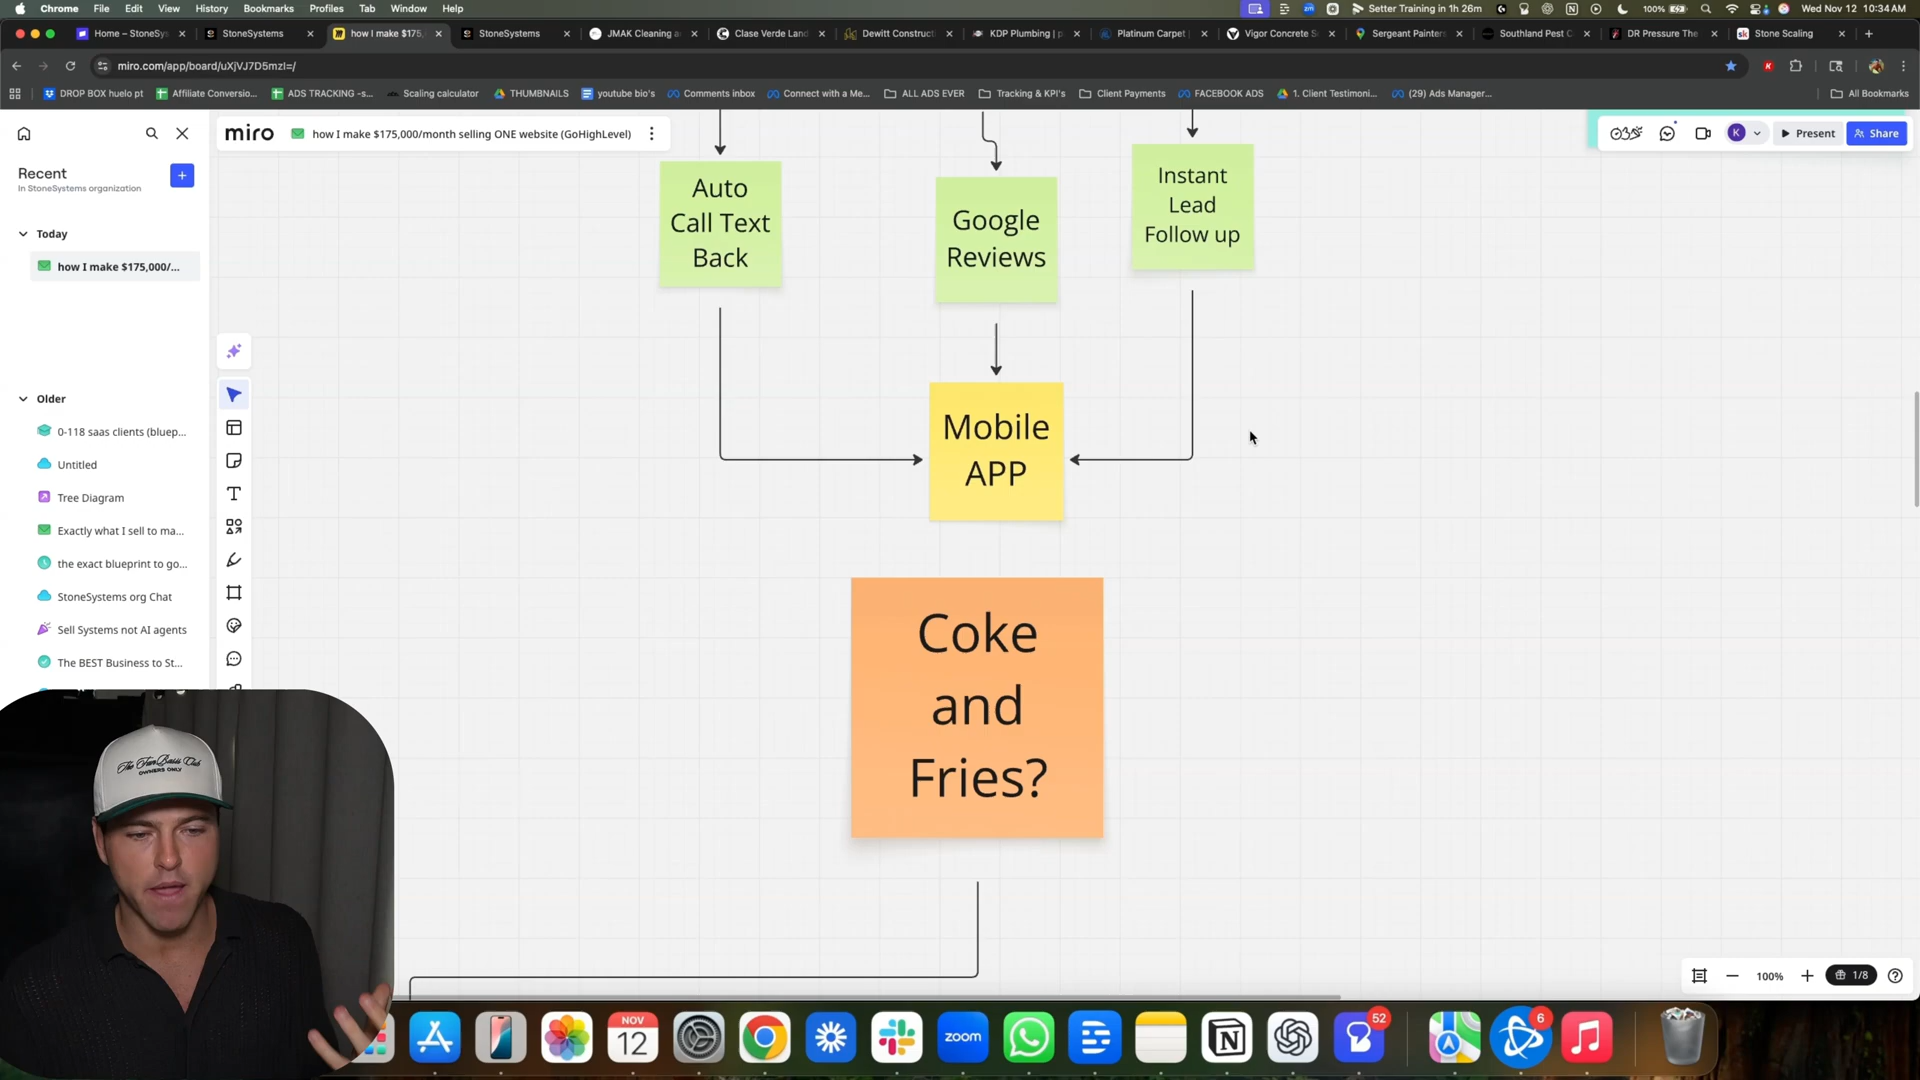 Chrome File Edit View History Bookmarks Profiles Tab Window Help
Setter Training in 1h 26m
100%
Wed Nov 12 10:34 AM
Home – StoneSy
StoneSystems
how I make $175,
StoneSystems
JMAK Cleaning a
Clase Verde Land
Dewitt Constructi
KDP Plumbing | p
Platinum Carpet
Vigor Concrete S
Sergeant Painters
Southland Pest C
DR Pressure The
Stone Scaling
miro.com/app/board/uXjVJ7D5mzI=/
DROP BOX huelo pt
Affiliate Conversio...
ADS TRACKING -s...
Scaling calculator
THUMBNAILS
youtube bio's
Comments inbox
Connect with a Me...
ALL ADS EVER
Tracking & KPI's
Client Payments
FACEBOOK ADS
1. Client Testimoni...
(29) Ads Manager...
All Bookmarks
miro
how I make $175,000/month selling ONE website (GoHighLevel)
K
Present
Share
Recent
In StoneSystems organization
Today
how I make $175,000/...
Older
0-118 saas clients (bluep...
Untitled
Tree Diagram
Exactly what I sell to ma...
the exact blueprint to go...
StoneSystems org Chat
Sell Systems not AI agents
The BEST Business to St...
Auto
Call Text
Back
Google
Reviews
Instant
Lead
Follow up
Mobile
APP
Coke
and
Fries?
The Two Basis Club
OWNERS ONLY
100%
1/8
NOV
12
zoom
52
6